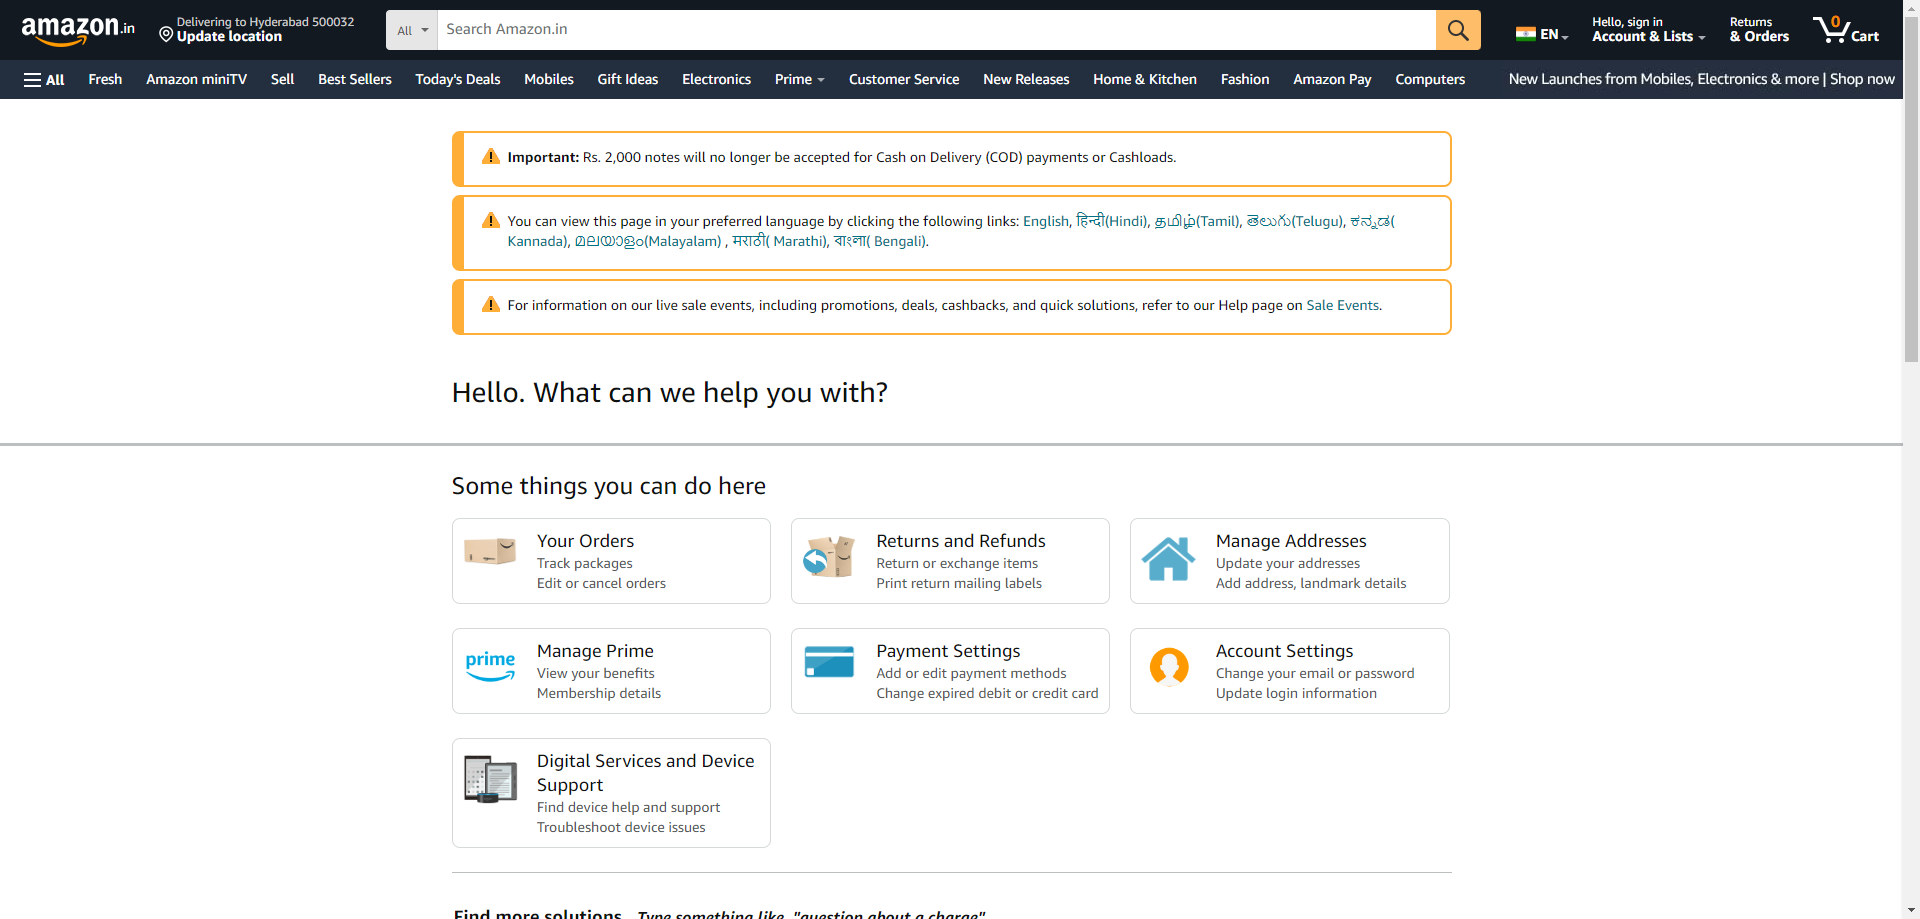 amazon.in
Delivering to Hyderabad 500032
Update location
All
Search Amazon.in
EN
Hello, sign in
Account & Lists
Returns
& Orders
0
Cart
All
Fresh
Amazon miniTV
Sell
Best Sellers
Today's Deals
Mobiles
Gift Ideas
Electronics
Prime
Customer Service
New Releases
Home & Kitchen
Fashion
Amazon Pay
Computers
New Launches from Mobiles, Electronics & more | Shop now
Important: Rs. 2,000 notes will no longer be accepted for Cash on Delivery (COD) payments or Cashloads.
You can view this page in your preferred language by clicking the following links: English, हिन्दी(Hindi), தமிழ்(Tamil), తెలుగు(Telugu), ಕನ್ನಡ(
Kannada), മലയാളം(Malayalam) , मराठी( Marathi), বাংলা( Bengali).
For information on our live sale events, including promotions, deals, cashbacks, and quick solutions, refer to our Help page on Sale Events.
Hello. What can we help you with?
Some things you can do here
Your Orders
Track packages
Edit or cancel orders
Returns and Refunds
Return or exchange items
Print return mailing labels
Manage Addresses
Update your addresses
Add address, landmark details
prime
Manage Prime
View your benefits
Membership details
Payment Settings
Add or edit payment methods
Change expired debit or credit card
Account Settings
Change your email or password
Update login information
Digital Services and Device
Support
Find device help and support
Troubleshoot device issues
Find more solutions Type something like, "question about a charge"